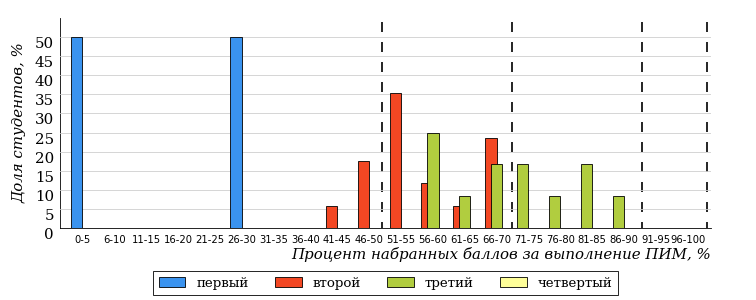 Доля студентов, %
50
45
40
35
30
25
20
15
10
5
0
0-5 6-10 11-15 16-20 21-25 26-30 31-35 36-40 41-45 46-50 51-55 56-60 61-65 66-70 71-75 76-80 81-85 86-90 91-95 96-100
Процент набранных баллов за выполнение ПИМ, %
первый второй третий четвертый